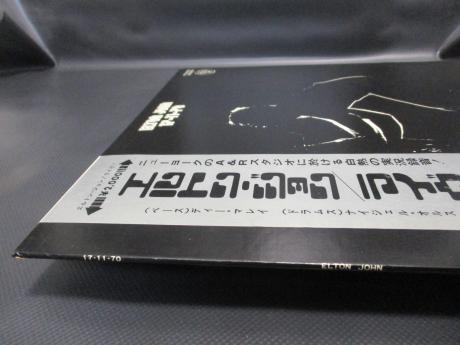 ニューヨークのA&Rスタジオに於ける白熱の実況録音!
エルトン・ジョン/ライヴ
¥2,000
(ベース)ディー・マレイ (ドラムス)ナイジェル・オルス
17-11-70
ELTON JOHN